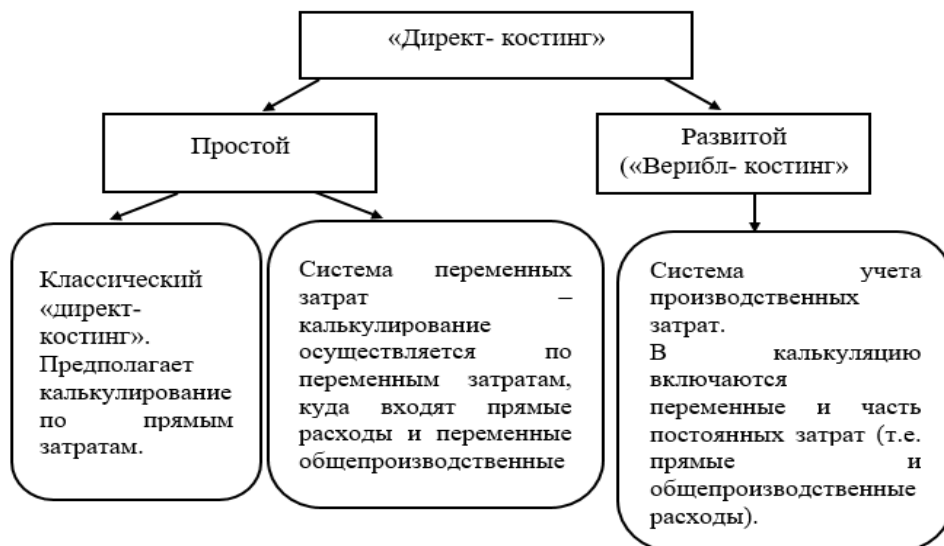 «Директ- костинг»
Простой
Развитой
(«Верибл- костинг»
Классический
«директ-
костинг».
Предполагает
калькулирование
по прямым
затратам.
Система переменных
затрат –
калькулирование
осуществляется по
переменным затратам,
куда входят прямые
расходы и переменные
общепроизводственные
Система учета
производственных
затрат.
В калькуляцию
включаются
переменные и часть
постоянных затрат (т.е.
прямые и
общепроизводственные
расходы).